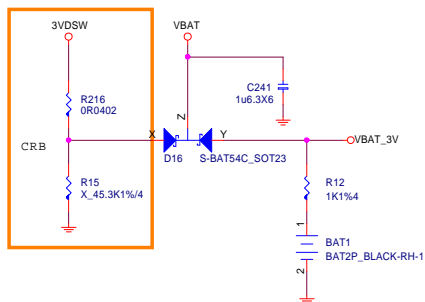 3VDSW
VBAT
R216
0R0402
C241
1u6.3X6
Z
CRB
X
Y
D16
S-BAT54C_SOT23
VBAT_3V
R15
X_45.3K1%/4
R12
1K1%4
1
BAT1
BAT2P_BLACK-RH-1
2